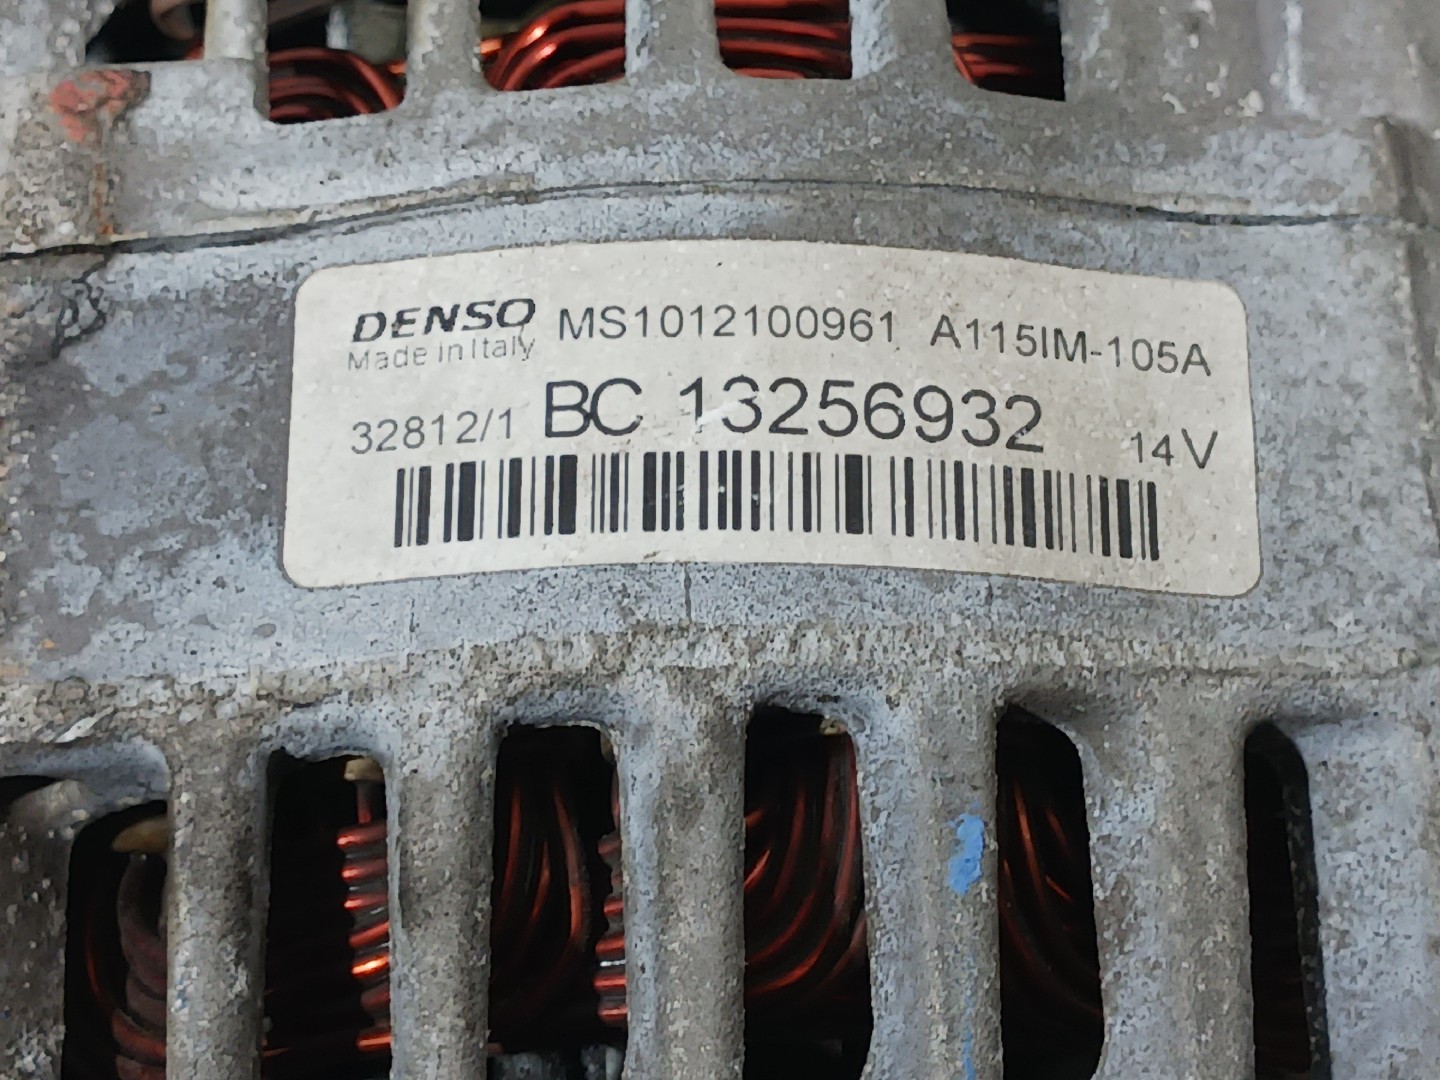 DENSO MS1012100961 A115IM-105A
Made in Italy
32812/1 BC 13256932 14V